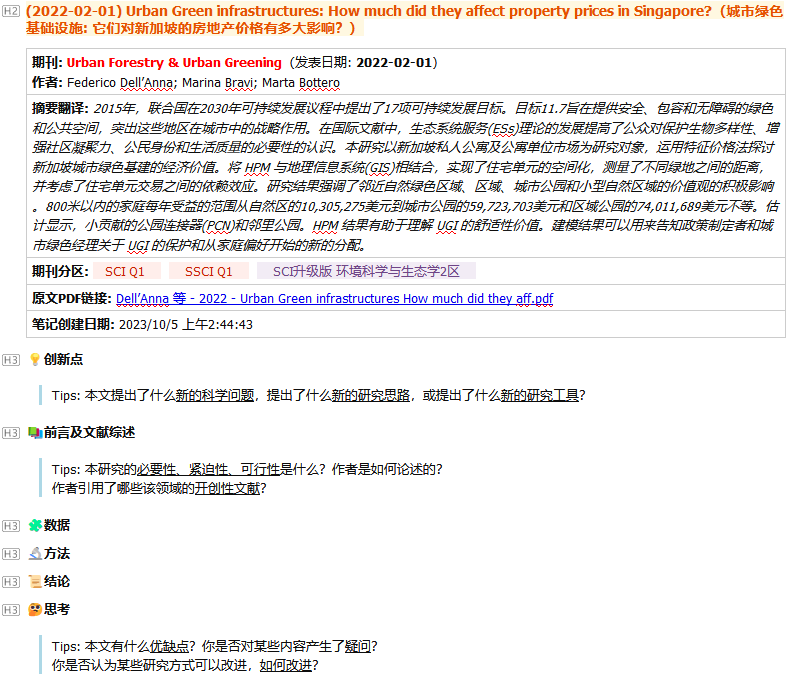 H2 (2022-02-01) Urban Green infrastructures: How much did they affect property prices in Singapore?（城市绿色
基础设施: 它们对新加坡的房地产价格有多大影响？）
期刊: Urban Forestry & Urban Greening（发表日期: 2022-02-01）
作者: Federico Dell’Anna; Marina Bravi; Marta Bottero
摘要翻译: 2015年，联合国在2030年可持续发展议程中提出了17项可持续发展目标。目标11.7旨在提供安全、包容和无障碍的绿色
和公共空间，突出这些地区在城市中的战略作用。在国际文献中，生态系统服务(ESs)理论的发展提高了公众对保护生物多样性、增
强社区凝聚力、公民身份和生活质量的必要性的认识。本研究以新加坡私人公寓及公寓单位市场为研究对象，运用特征价格法探讨
新加坡城市绿色基建的经济价值。将 HPM 与地理信息系统(GIS)相结合，实现了住宅单元的空间化，测量了不同绿地之间的距离，
并考虑了住宅单元交易之间的依赖效应。研究结果强调了邻近自然绿色区域、区域、城市公园和小型自然区域的价值观的积极影响
。800米以内的家庭每年受益的范围从自然区的10,305,275美元到城市公园的59,723,703美元和区域公园的74,011,689美元不等。估
计显示，小贡献的公园连接器(PCN)和邻里公园。HPM 结果有助于理解 UGI 的舒适性价值。建模结果可以用来告知政策制定者和城
市绿色经理关于 UGI 的保护和从家庭偏好开始的新的分配。
期刊分区: SCI Q1 SSCI Q1 SCI升级版 环境科学与生态学2区
原文PDF链接: Dell’Anna 等 - 2022 - Urban Green infrastructures How much did they aff.pdf
笔记创建日期: 2023/10/5 上午2:44:43
H3 💡创新点
Tips: 本文提出了什么新的科学问题，提出了什么新的研究思路，或提出了什么新的研究工具？
H3 📚前言及文献综述
Tips: 本研究的必要性、紧迫性、可行性是什么？作者是如何论述的？
作者引用了哪些该领域的开创性文献？
H3 🧩数据
H3 🔬方法
H3 📜结论
H3 🤔思考
Tips: 本文有什么优缺点？你是否对某些内容产生了疑问？
你是否认为某些研究方式可以改进，如何改进？